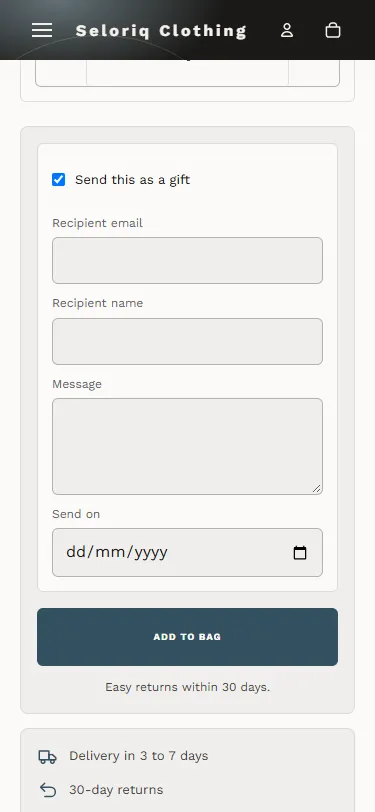 Seloriq Clothing
Send this as a gift
Recipient email
Recipient name
Message
Send on
dd/mm/yyyy
ADD TO BAG
Easy returns within 30 days.
Delivery in 3 to 7 days
30-day returns